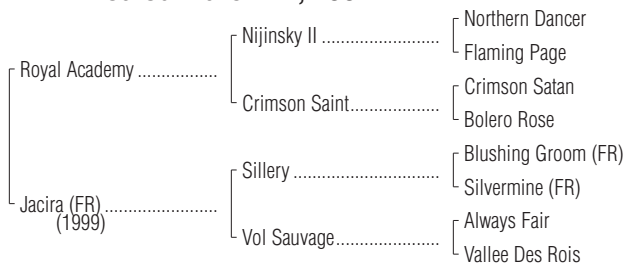 Northern Dancer
Nijinsky II ........................
Flaming Page
Royal Academy ................
Crimson Satan
Crimson Saint..................
Bolero Rose
Blushing Groom (FR)
Sillery .............................
Silvermine (FR)
Jacira (FR) .......................
(1999)
Always Fair
Vol Sauvage.....................
Vallee Des Rois